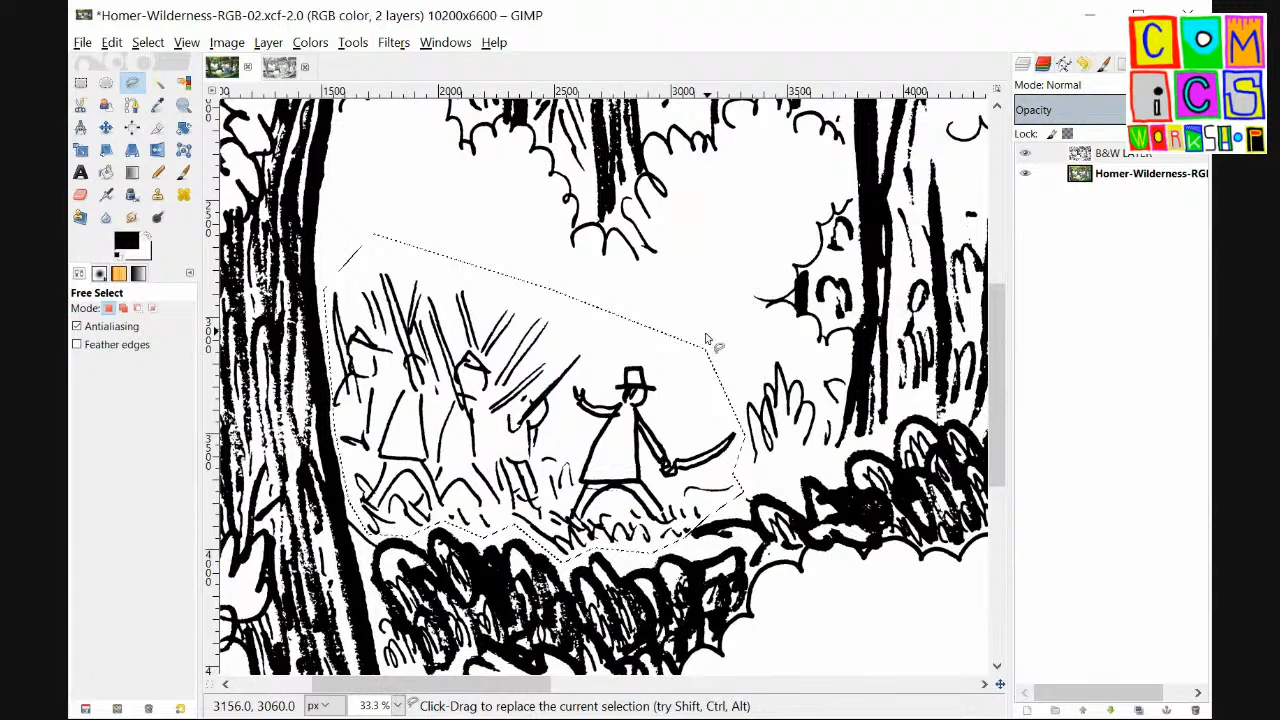 *Homer-Wilderness-RGB-02.xcf-2.0 (RGB color, 2 layers) 10200x6600 – GIMP
File Edit Select View Image Layer Colors Tools Filters Windows Help
COMiCS
WORKSHOP
1500 2000 2500 3000 3500 4000
Mode: Normal
Opacity
Lock:
B&W LAYER
Homer-Wilderness-RGB
Free Select
Mode:
Antialiasing
Feather edges
3156.0, 3060.0 px 33.3 % Click-Drag to replace the current selection (try Shift, Ctrl, Alt)